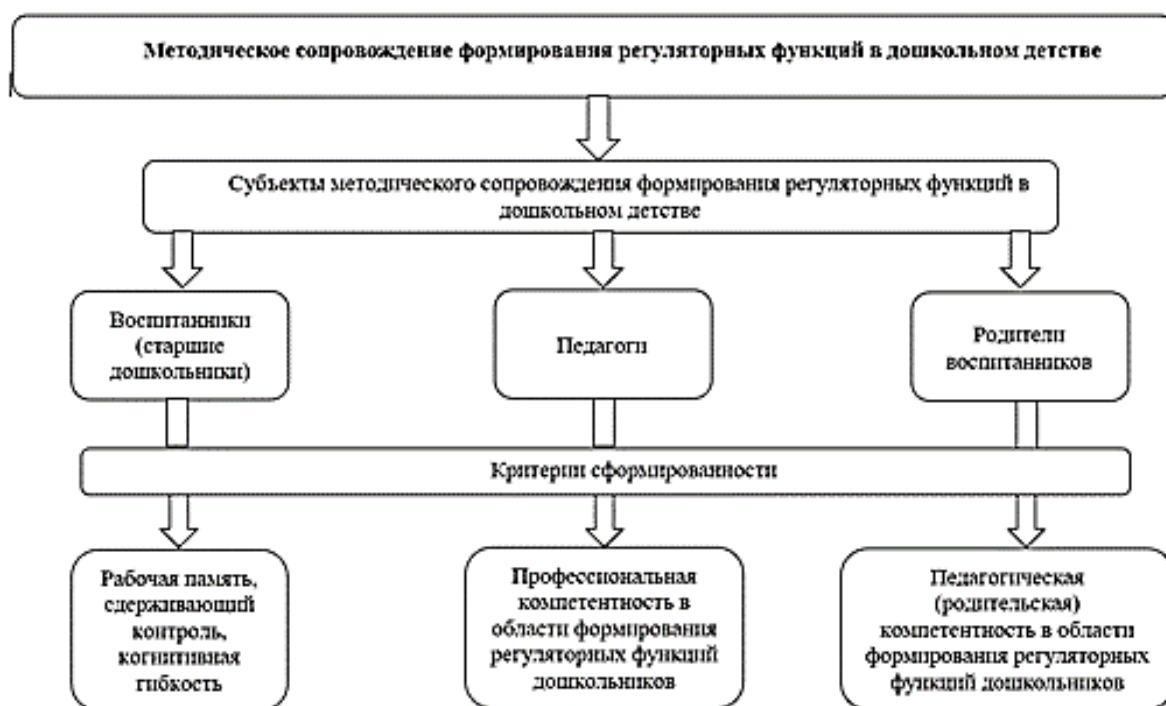 Методическое сопровождение формирования регуляторных функций в дошкольном детстве
Субъекты методического сопровождения формирования регуляторных функций в
дошкольном детстве
Воспитанники
(старшие
дошкольники)
Педагоги
Родители
воспитанников
Критерии сформированности
Рабочая память,
сдерживающий
контроль,
когнитивная
гибкость
Профессиональная
компетентность в
области формирования
регуляторных функций
дошкольников
Педагогическая
(родительская)
компетентность в области
формирования регуляторных
функций дошкольников